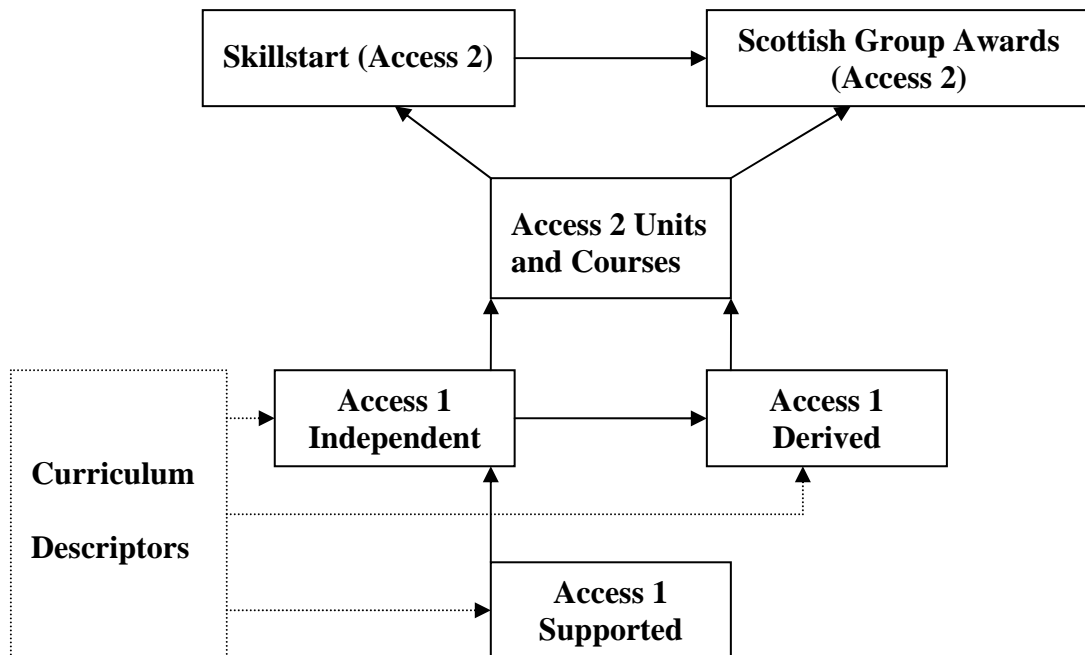 Skillstart (Access 2)
Scottish Group Awards
(Access 2)
Access 2 Units
and Courses
Access 1
Independent
Access 1
Derived
Curriculum
Descriptors
Access 1
Supported